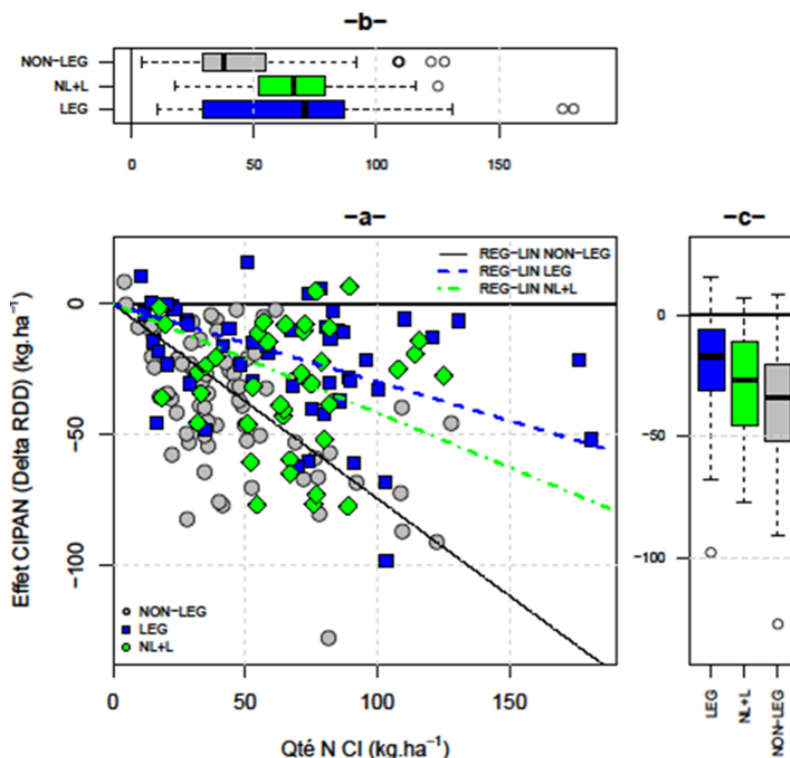 −b−
NON−LEG
NL+L
LEG
0 50 100 150
−a−
−c−
REG−LIN NON−LEG
REG−LIN LEG
REG−LIN NL+L
Effet CIPAN (Delta RDD) (kg.ha⁻¹)
0
−50
−100
NON−LEG
LEG
NL+L
0 50 100 150
Qté N CI (kg.ha⁻¹)
0
−50
−100
LEG
NL+L
NON−LEG